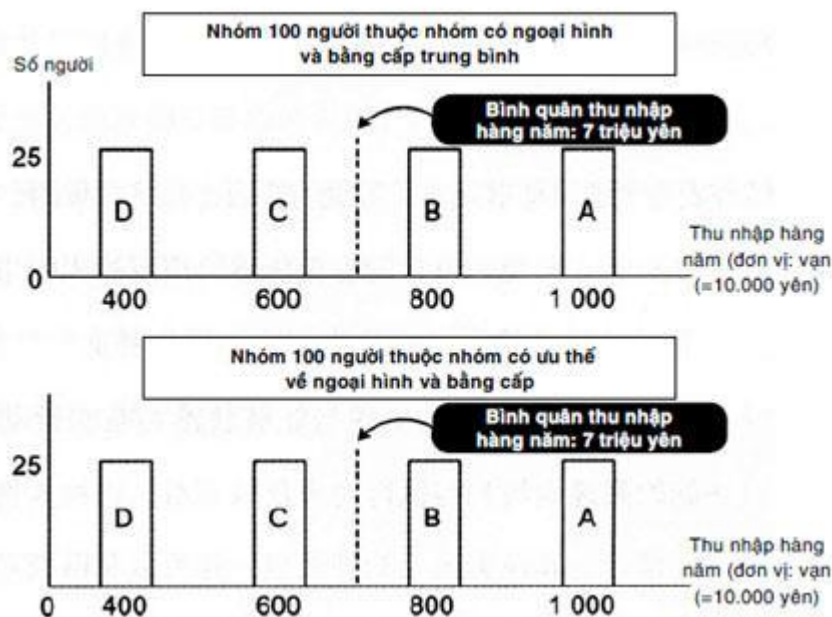 Nhóm 100 người thuộc nhóm có ngoại hình
và bằng cấp trung bình
Số người
Bình quân thu nhập
hàng năm: 7 triệu yên
25
D
C
B
A
Thu nhập hàng
năm (đơn vị: vạn
(=10.000 yên)
0
400
600
800
1 000
Nhóm 100 người thuộc nhóm có ưu thế
về ngoại hình và bằng cấp
Bình quân thu nhập
hàng năm: 7 triệu yên
25
D
C
B
A
Thu nhập hàng
năm (đơn vị: vạn
(=10.000 yên)
0
400
600
800
1 000